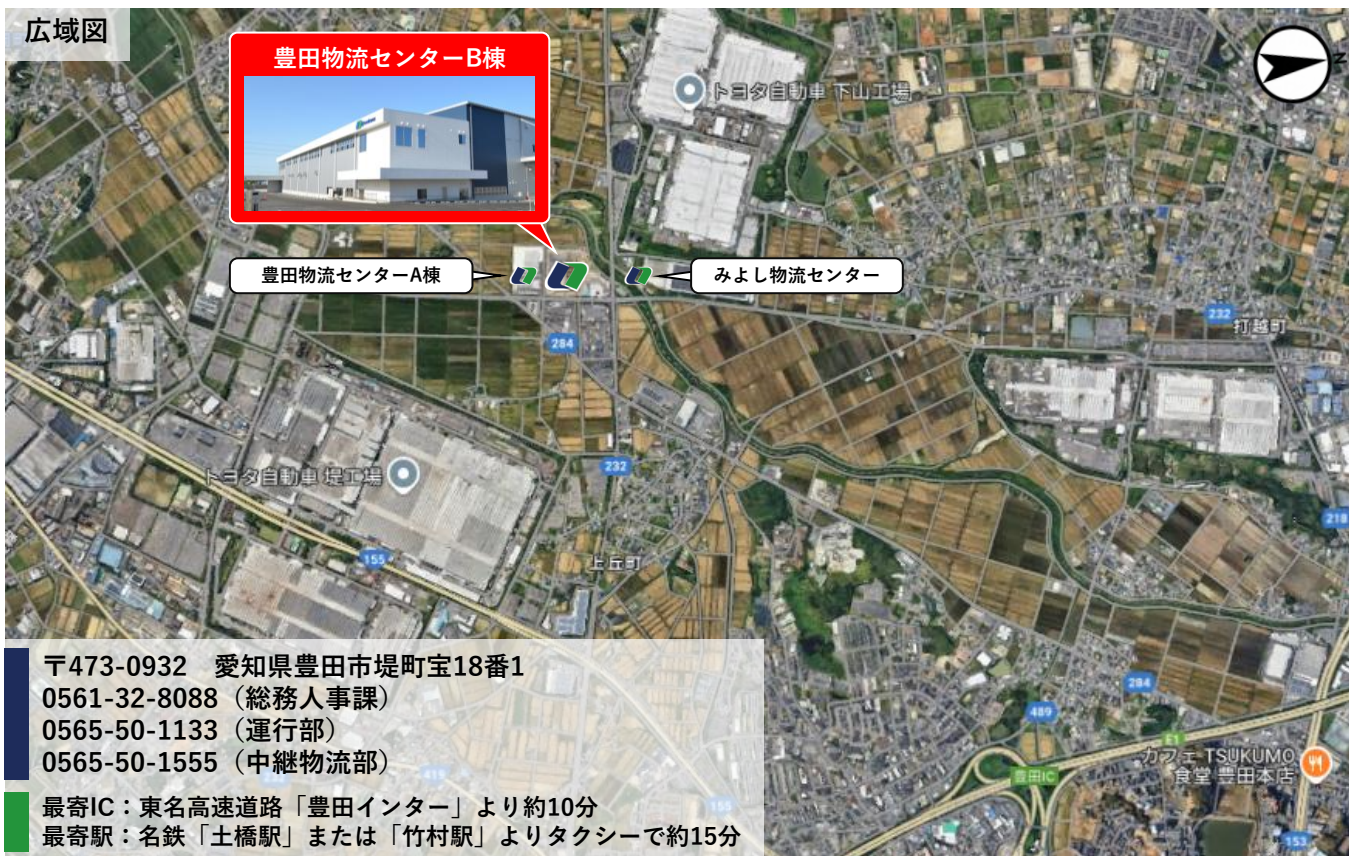 広域図
豊田物流センターB棟
N
トヨタ自動車 下山工場
豊田物流センターA棟
みよし物流センター
232
打越町
284
トヨタ自動車 堤工場
232
218
155
上丘町
284
489
E1
カフェ TSUKUMO
食堂 豊田本店
豊田IC
153
419
155
〒473-0932 愛知県豊田市堤町宝18番1
0561-32-8088（総務人事課）
0565-50-1133（運行部）
0565-50-1555（中継物流部）
最寄IC：東名高速道路「豊田インター」より約10分
最寄駅：名鉄「土橋駅」または「竹村駅」よりタクシーで約15分